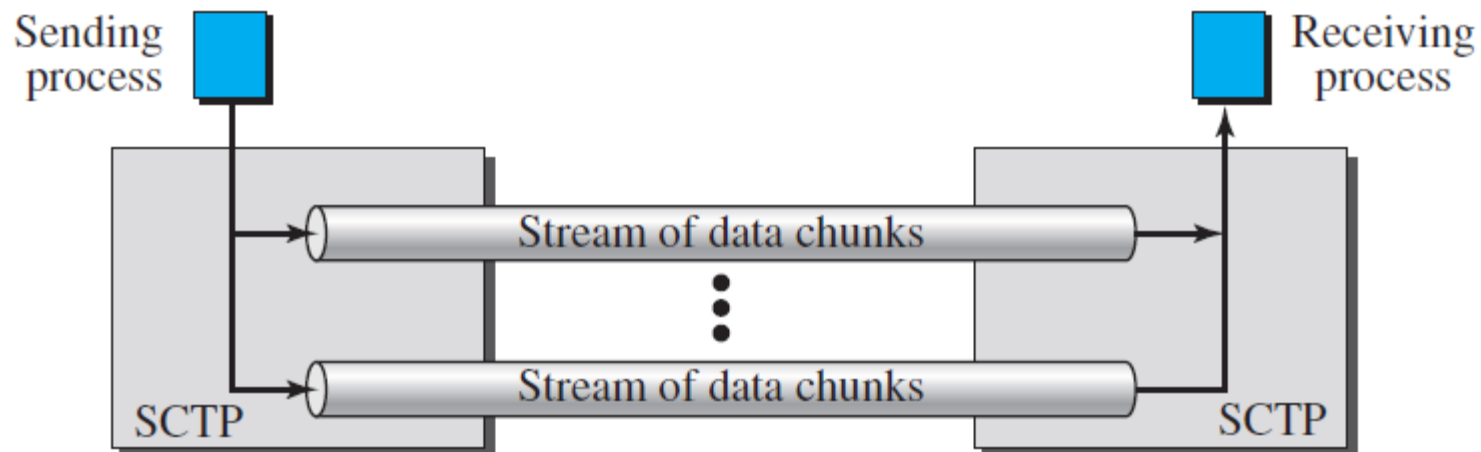 Sending
process
Receiving
process
Stream of data chunks
Stream of data chunks
SCTP
SCTP